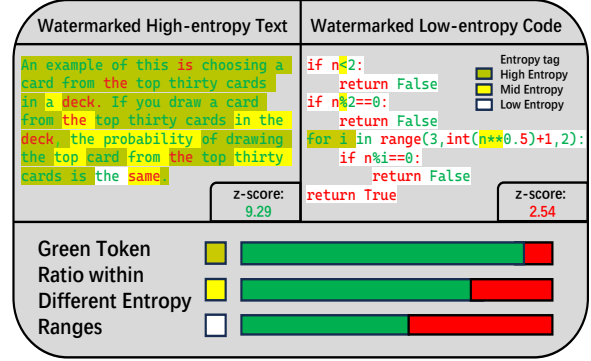 Watermarked High-entropy Text
An example of this is choosing a
card from the top thirty cards
in a deck. If you draw a card
from the top thirty cards in the
deck, the probability of drawing
the top card from the top thirty
cards is the same.
z-score:
9.29
Watermarked Low-entropy Code
if n<2:
    return False
if n%2==0:
    return False
for i in range(3,int(n**0.5)+1,2):
    if n%i==0:
        return False
return True
Entropy tag
High Entropy
Mid Entropy
Low Entropy
z-score:
2.54
Green Token
Ratio within
Different Entropy
Ranges